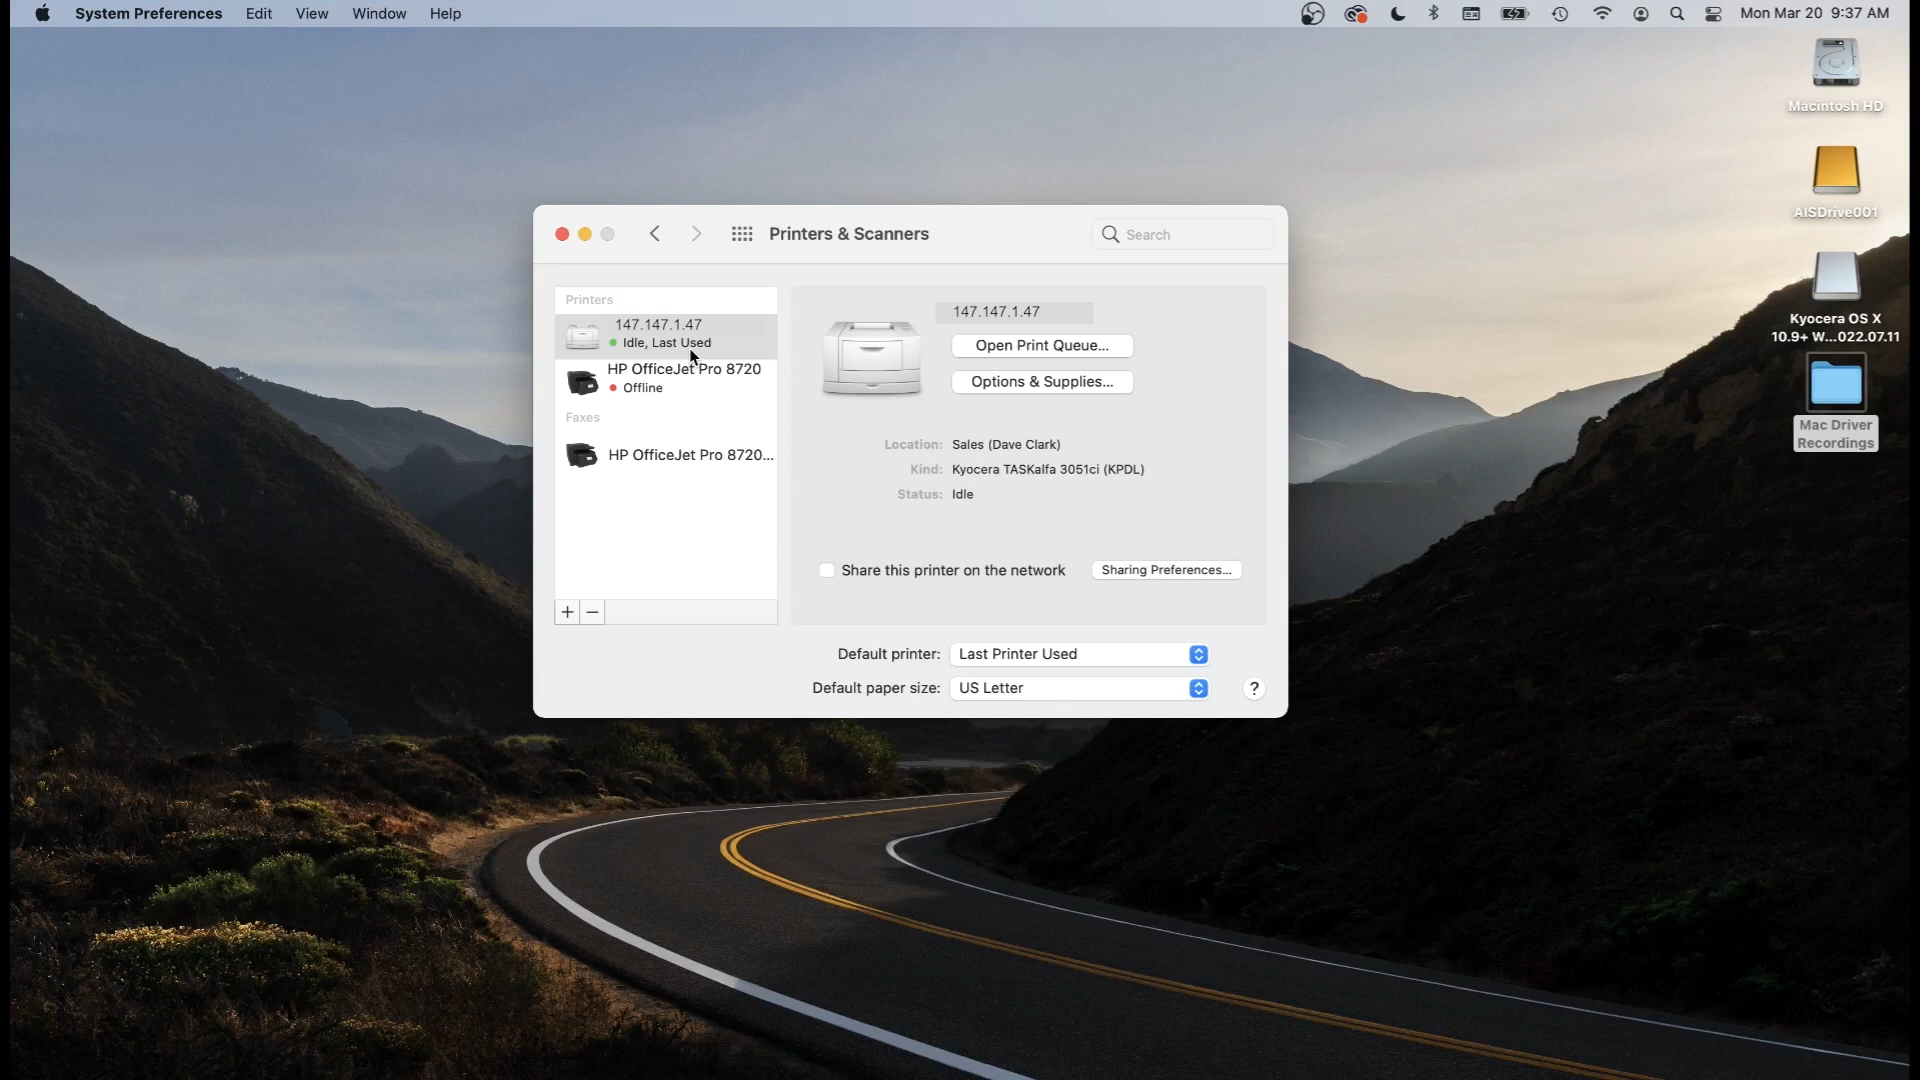 System Preferences Edit View Window Help
Mon Mar 20 9:37 AM
Macintosh HD
AISDrive001
Kyocera OS X
10.9+ W...022.07.11
Mac Driver
Recordings
Printers & Scanners
Search
Printers
147.147.1.47
Idle, Last Used
HP OfficeJet Pro 8720
Offline
Faxes
HP OfficeJet Pro 8720...
+ −
147.147.1.47
Open Print Queue...
Options & Supplies...
Location: Sales (Dave Clark)
Kind: Kyocera TASKalfa 3051ci (KPDL)
Status: Idle
Share this printer on the network
Sharing Preferences...
Default printer: Last Printer Used
Default paper size: US Letter
?